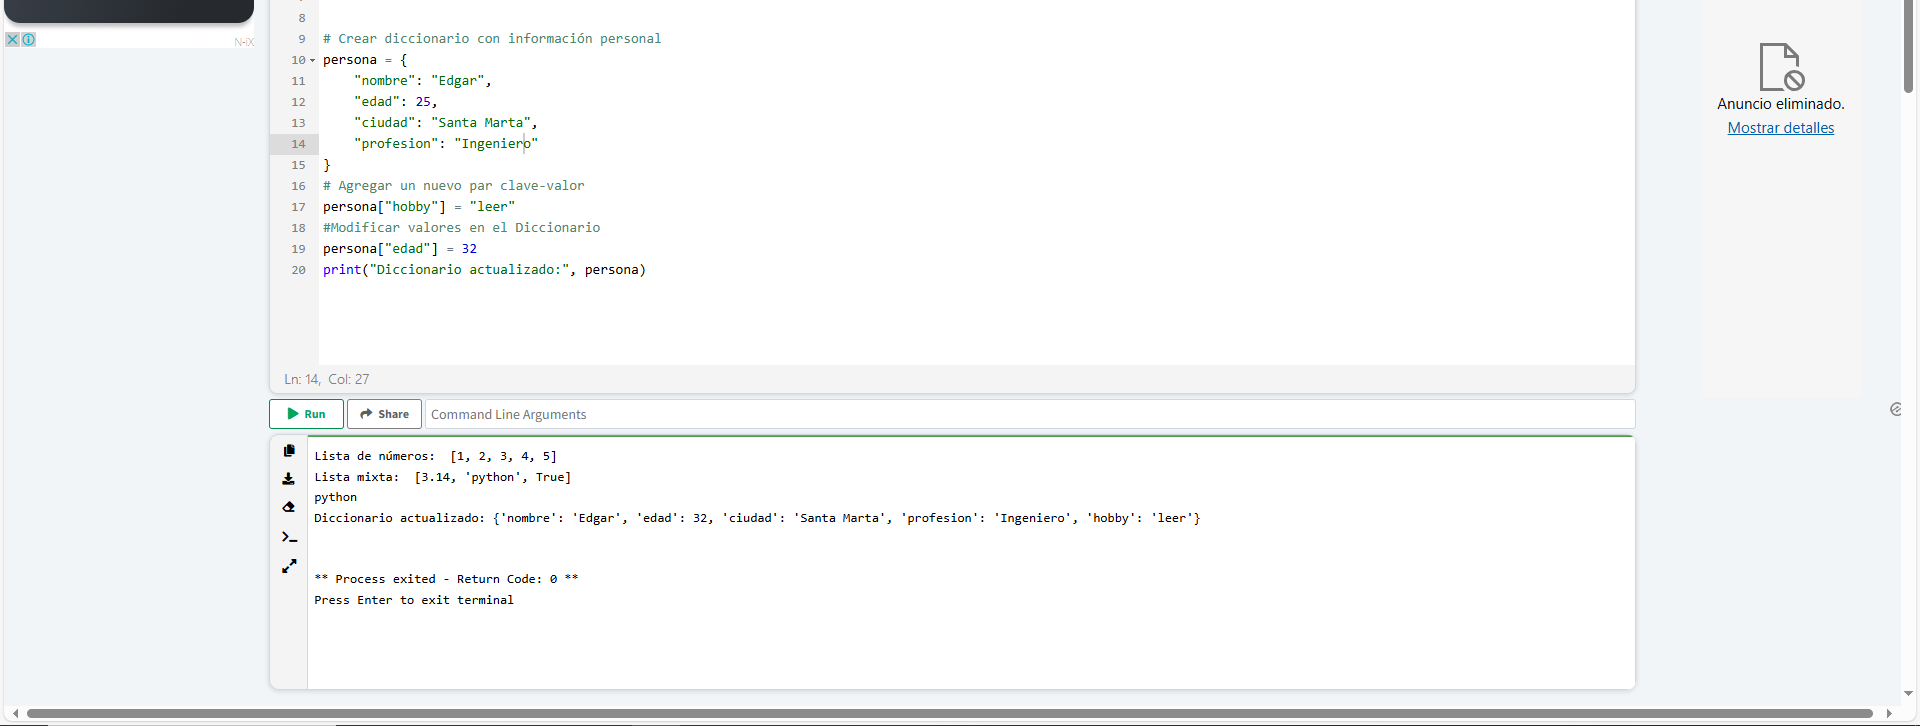 N-iX
8
9 # Crear diccionario con información personal
10 persona = {
11 "nombre": "Edgar",
12 "edad": 25,
13 "ciudad": "Santa Marta",
14 "profesion": "Ingeniero"
15 }
16 # Agregar un nuevo par clave-valor
17 persona["hobby"] = "leer"
18 #Modificar valores en el Diccionario
19 persona["edad"] = 32
20 print("Diccionario actualizado:", persona)
Ln: 14, Col: 27
Run Share Command Line Arguments
Lista de números:  [1, 2, 3, 4, 5]
Lista mixta:  [3.14, 'python', True]
python
Diccionario actualizado: {'nombre': 'Edgar', 'edad': 32, 'ciudad': 'Santa Marta', 'profesion': 'Ingeniero', 'hobby': 'leer'}
** Process exited - Return Code: 0 **
Press Enter to exit terminal
Anuncio eliminado.
Mostrar detalles